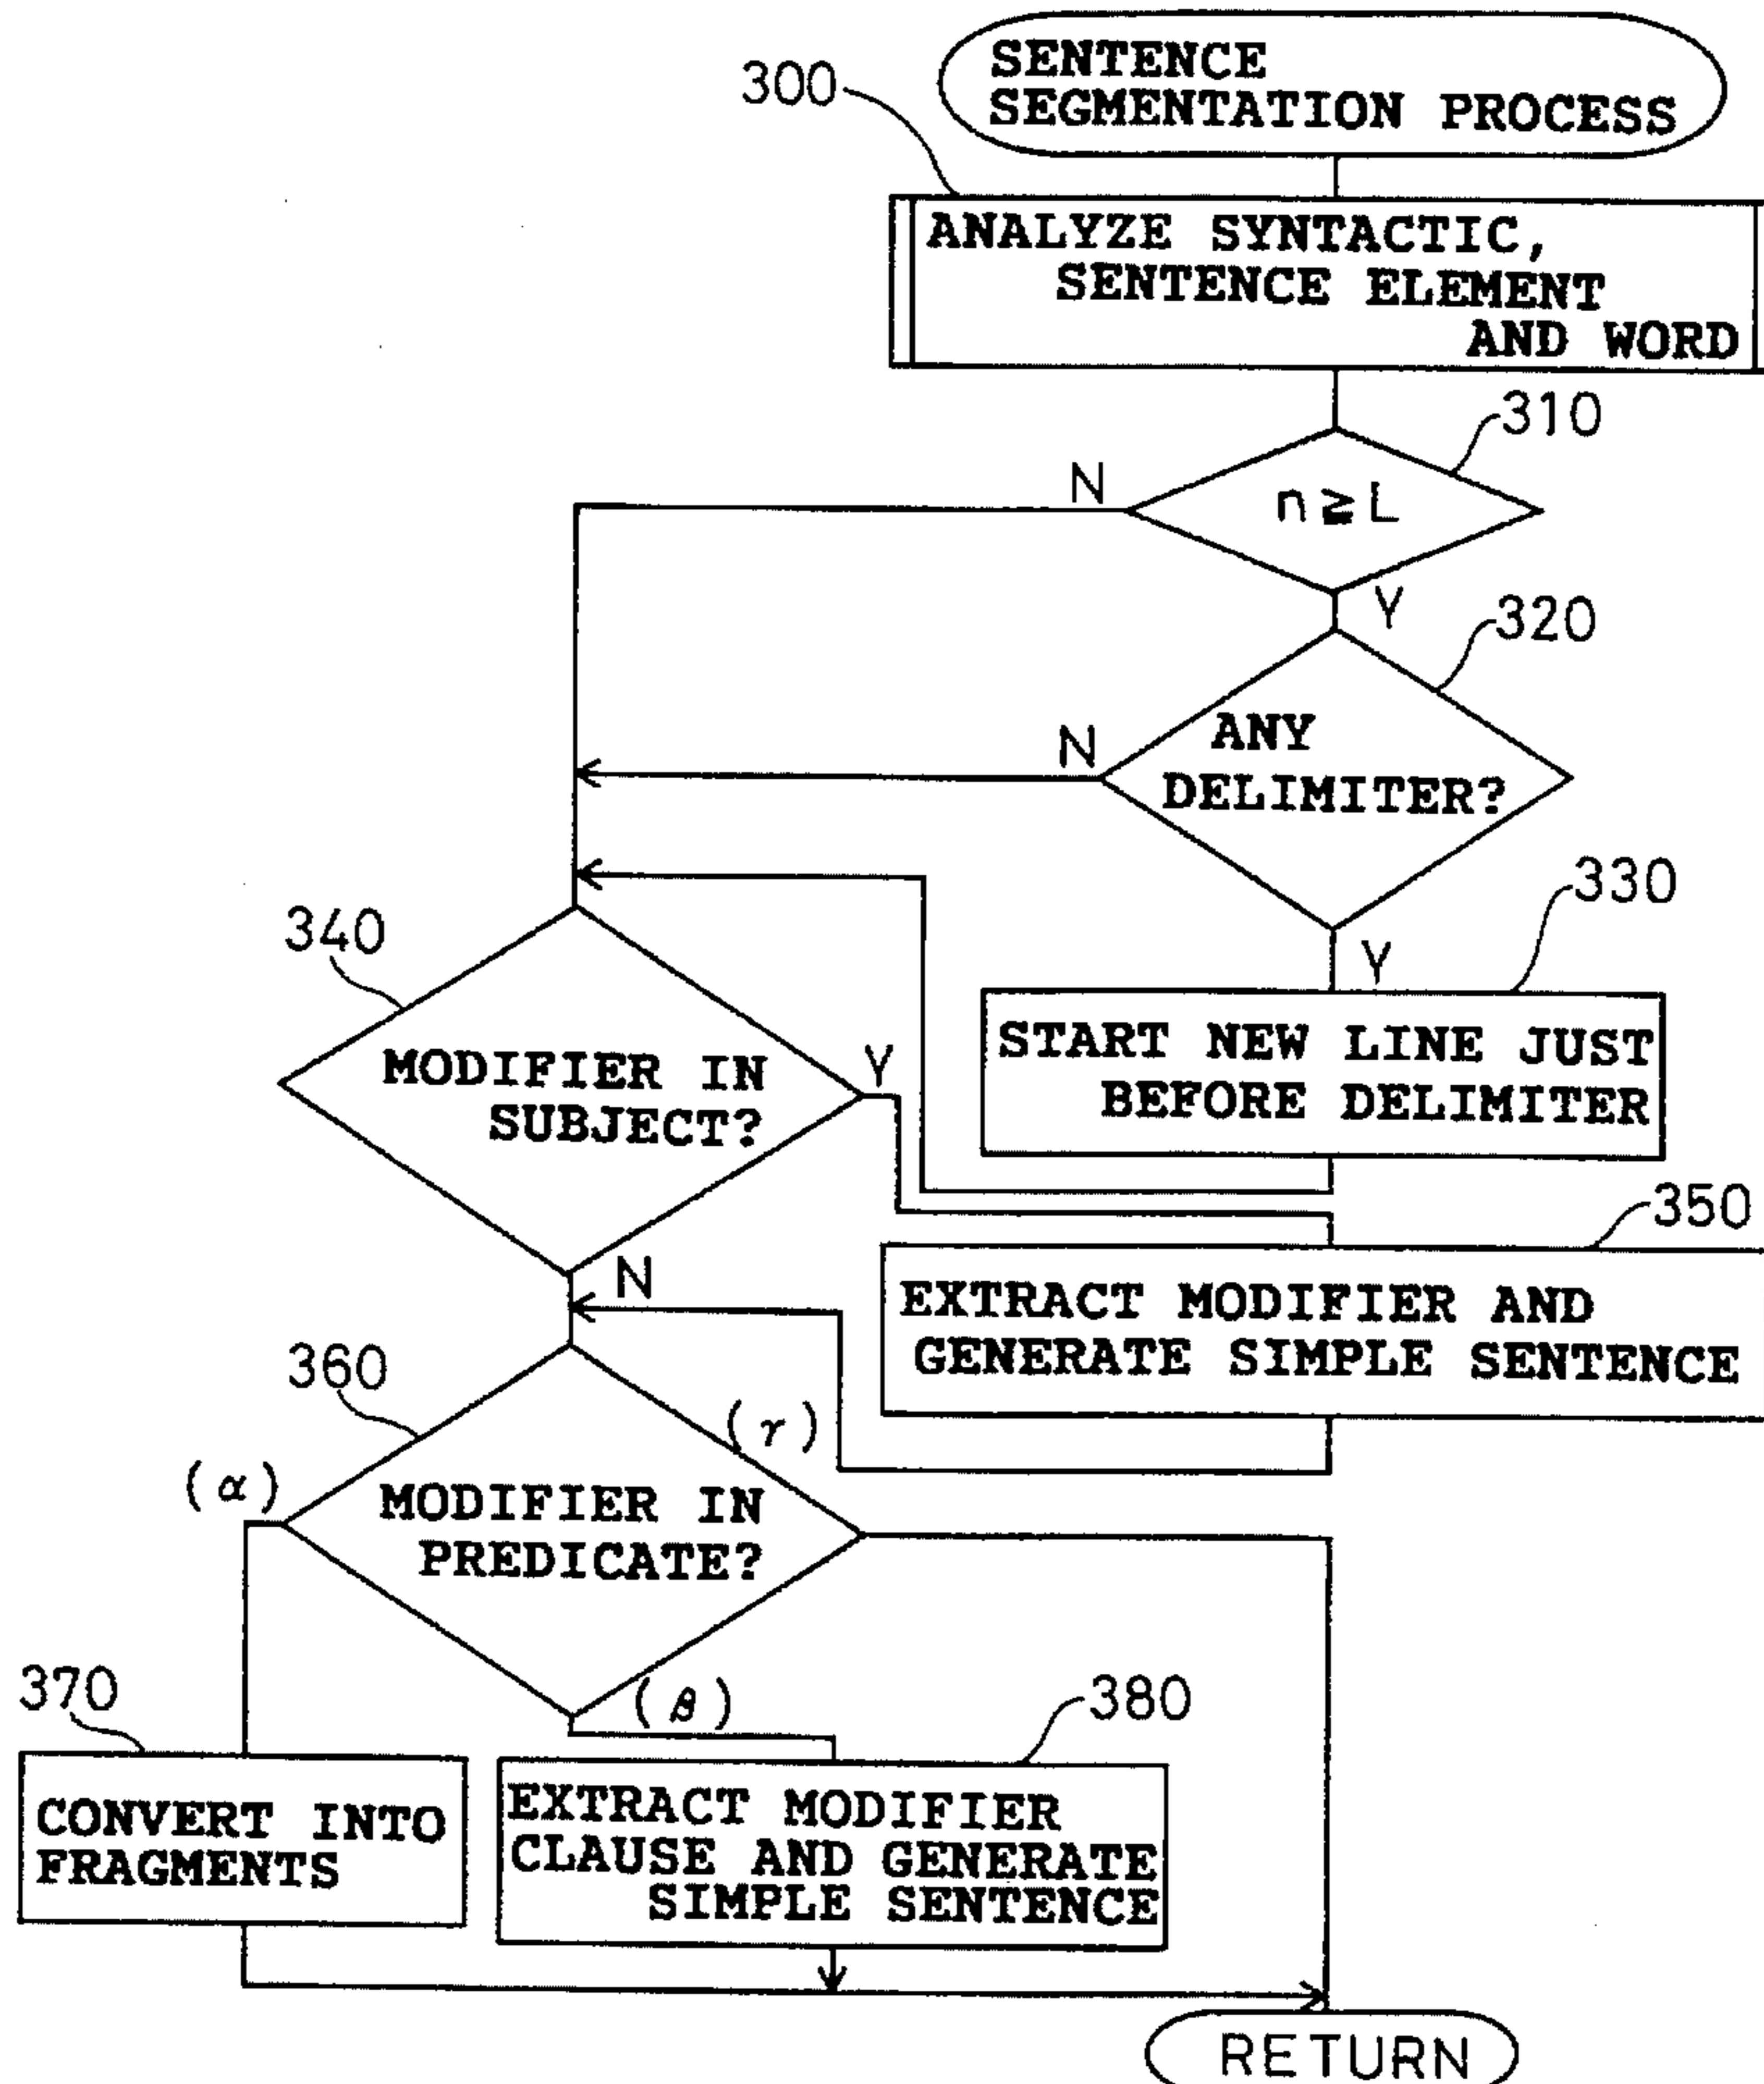 SENTENCE
SEGMENTATION PROCESS
300
ANALYZE SYNTACTIC,
SENTENCE ELEMENT
AND WORD
310
n≧L
N
Y
320
ANY
DELIMITER?
N
Y
330
START NEW LINE JUST
BEFORE DELIMITER
340
MODIFIER IN
SUBJECT?
Y
N
350
EXTRACT MODIFIER AND
GENERATE SIMPLE SENTENCE
360
MODIFIER IN
PREDICATE?
(α)
(γ)
(β)
370
CONVERT INTO
FRAGMENTS
380
EXTRACT MODIFIER
CLAUSE AND GENERATE
SIMPLE SENTENCE
RETURN